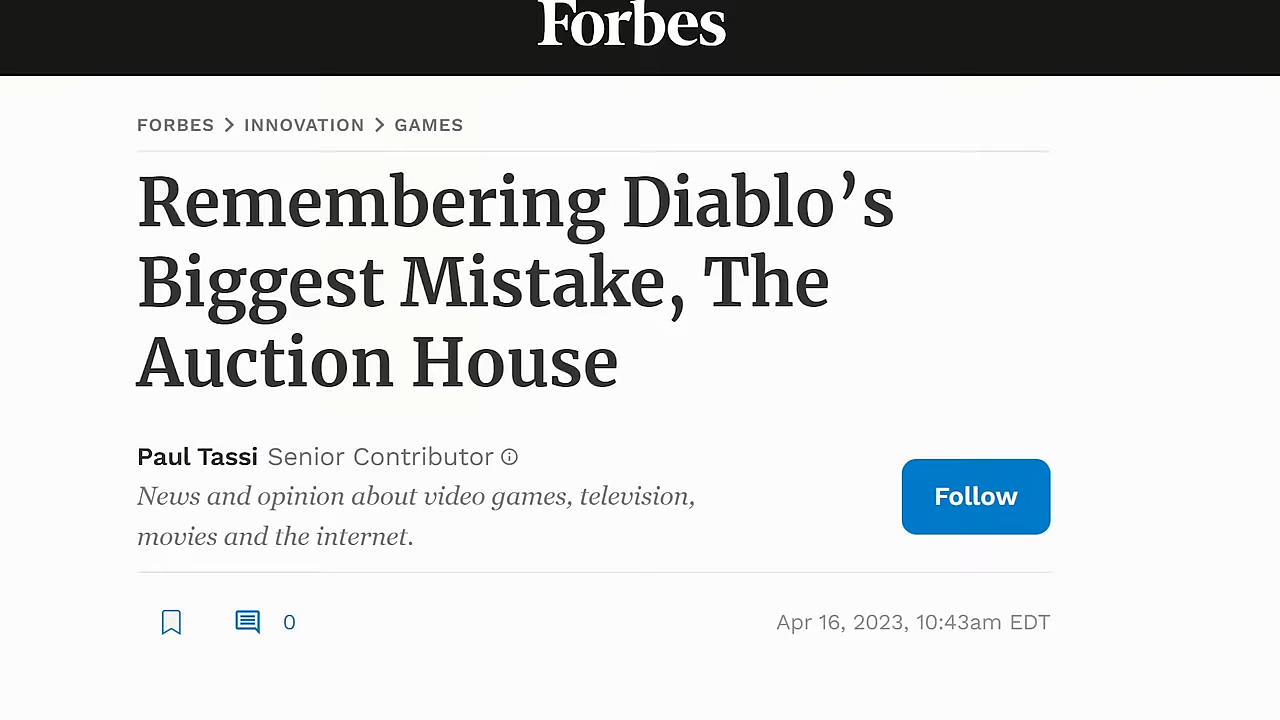 Forbes
FORBES > INNOVATION > GAMES
Remembering Diablo’s
Biggest Mistake, The
Auction House
Paul Tassi Senior Contributor
News and opinion about video games, television,
movies and the internet.
Follow
0
Apr 16, 2023, 10:43am EDT